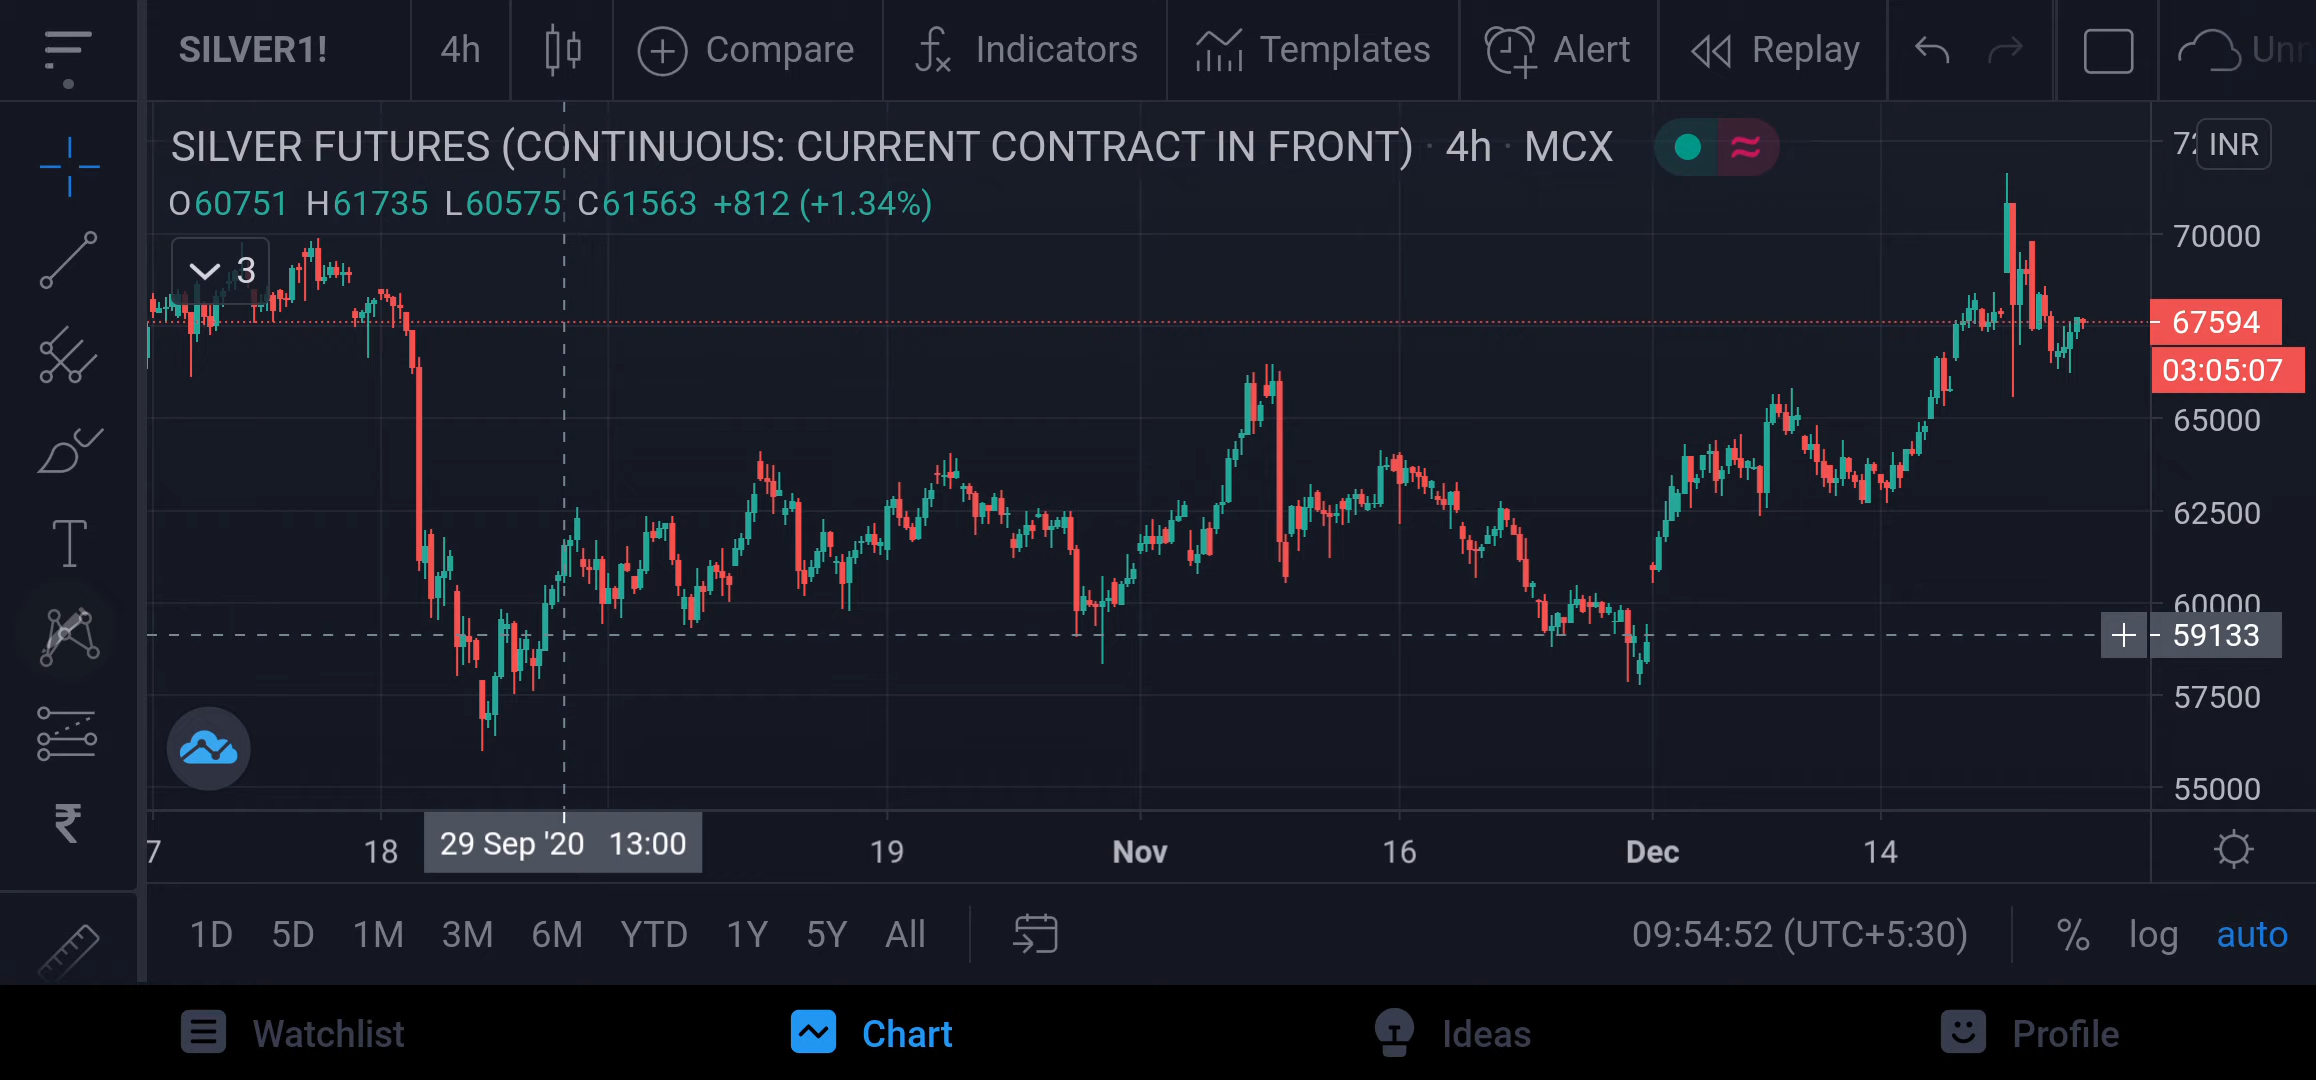 SILVER1! 4h Compare Indicators Templates Alert Replay
SILVER FUTURES (CONTINUOUS: CURRENT CONTRACT IN FRONT) · 4h · MCX
INR
O60751 H61735 L60575 C61563 +812 (+1.34%)
70000
3
67594
03:05:07
65000
62500
T
60000
59133
57500
55000
₹
7 18 29 Sep '20 13:00 19 Nov 16 Dec 14
1D 5D 1M 3M 6M YTD 1Y 5Y All 09:54:52 (UTC+5:30) % log auto
Watchlist Chart Ideas Profile